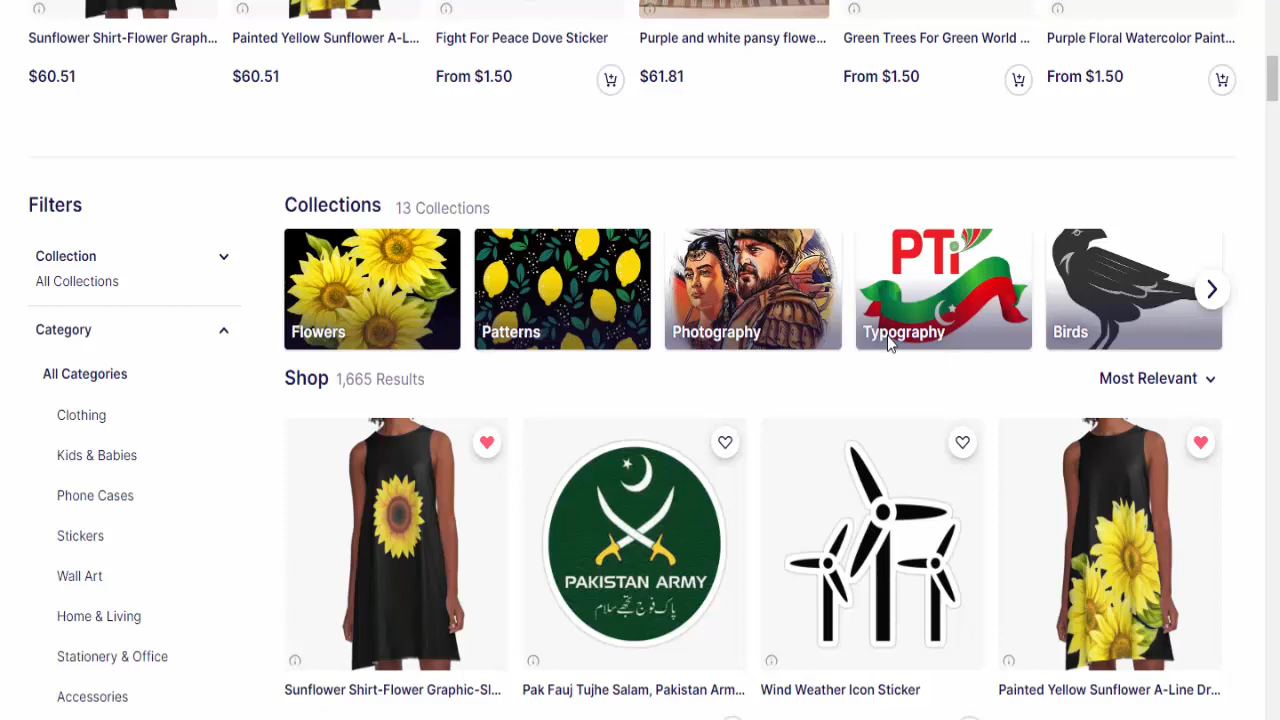 Sunflower Shirt-Flower Graph...
Painted Yellow Sunflower A-L...
Fight For Peace Dove Sticker
Purple and white pansy flowe...
Green Trees For Green World ...
Purple Floral Watercolor Paint...
$60.51
$60.51
From $1.50
$61.81
From $1.50
From $1.50
Filters
Collection
All Collections
Category
All Categories
Clothing
Kids & Babies
Phone Cases
Stickers
Wall Art
Home & Living
Stationery & Office
Accessories
Collections 13 Collections
Flowers
Patterns
Photography
PTi
Typography
Birds
Shop 1,665 Results
Most Relevant
PAKISTAN ARMY
پاک فوج تجھے سلام
Sunflower Shirt-Flower Graphic-Sl...
Pak Fauj Tujhe Salam, Pakistan Arm...
Wind Weather Icon Sticker
Painted Yellow Sunflower A-Line Dr...